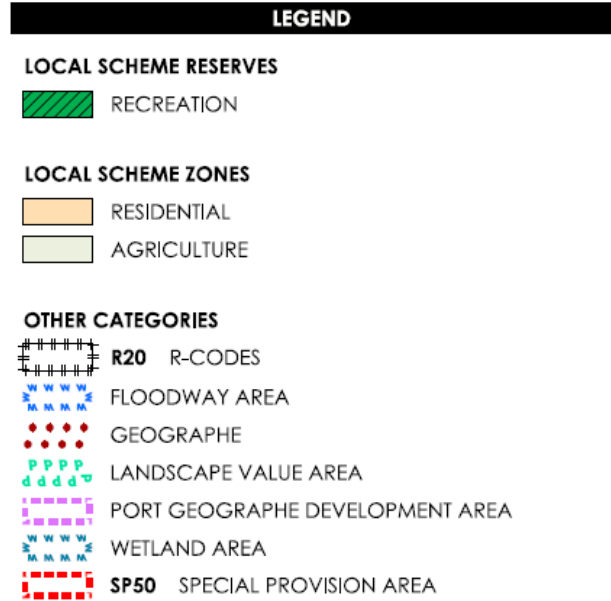 LEGEND
LOCAL SCHEME RESERVES
RECREATION
LOCAL SCHEME ZONES
RESIDENTIAL
AGRICULTURE
OTHER CATEGORIES
R20 R-CODES
FLOODWAY AREA
GEOGRAPHE
LANDSCAPE VALUE AREA
PORT GEOGRAPHE DEVELOPMENT AREA
WETLAND AREA
SP50 SPECIAL PROVISION AREA